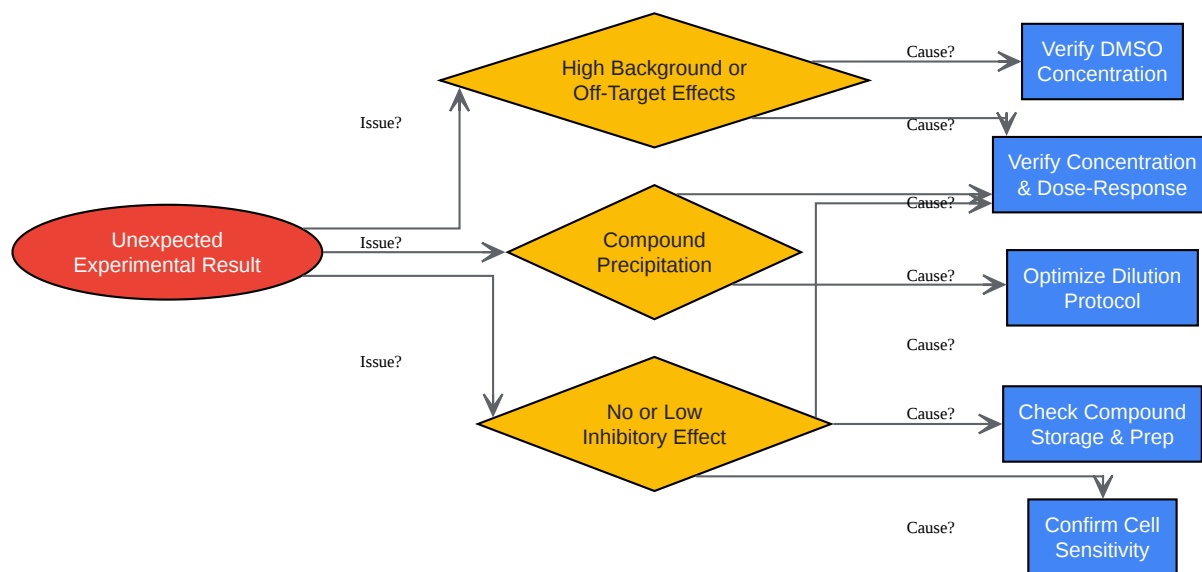 Unexpected
Experimental Result
Issue?
Issue?
Issue?
High Background or
Off-Target Effects
Compound
Precipitation
No or Low
Inhibitory Effect
Cause?
Cause?
Cause?
Cause?
Cause?
Cause?
Cause?
Verify DMSO
Concentration
Verify Concentration
& Dose-Response
Optimize Dilution
Protocol
Check Compound
Storage & Prep
Confirm Cell
Sensitivity